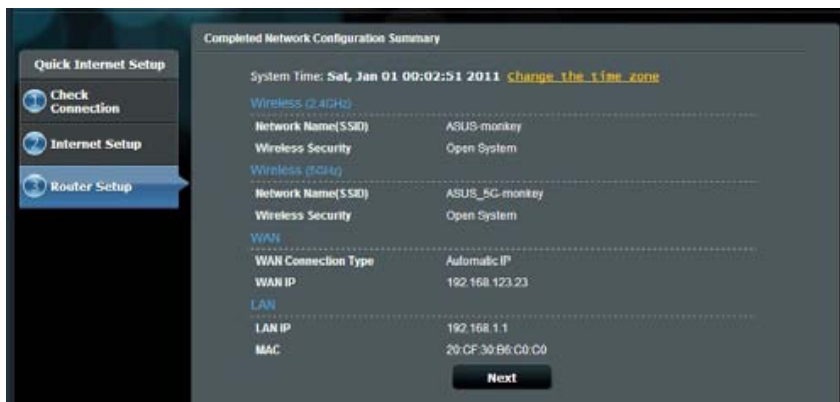 Completed Network Configuration Summary
Quick Internet Setup
1 Check Connection
2 Internet Setup
3 Router Setup
System Time: Sat, Jan 01 00:02:51 2011 Change the time zone
Wireless (2.4GHz)
Network Name(SSID) ASUS-monkey
Wireless Security Open System
Wireless (5GHz)
Network Name(SSID) ASUS_5G-monkey
Wireless Security Open System
WAN
WAN Connection Type Automatic IP
WAN IP 192.168.123.23
LAN
LAN IP 192.168.1.1
MAC 20:CF:30:B6:C0:C0
Next